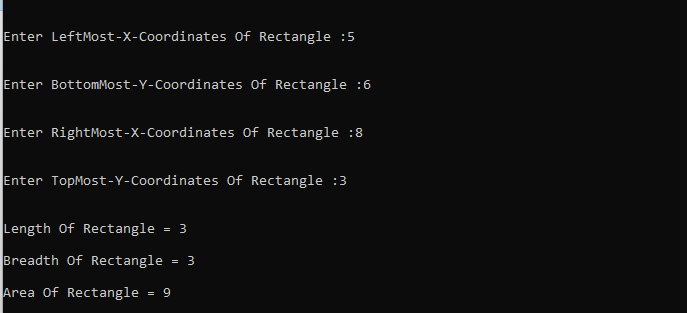 Enter LeftMost-X-Coordinates Of Rectangle :5
Enter BottomMost-Y-Coordinates Of Rectangle :6
Enter RightMost-X-Coordinates Of Rectangle :8
Enter TopMost-Y-Coordinates Of Rectangle :3
Length Of Rectangle = 3
Breadth Of Rectangle = 3
Area Of Rectangle = 9